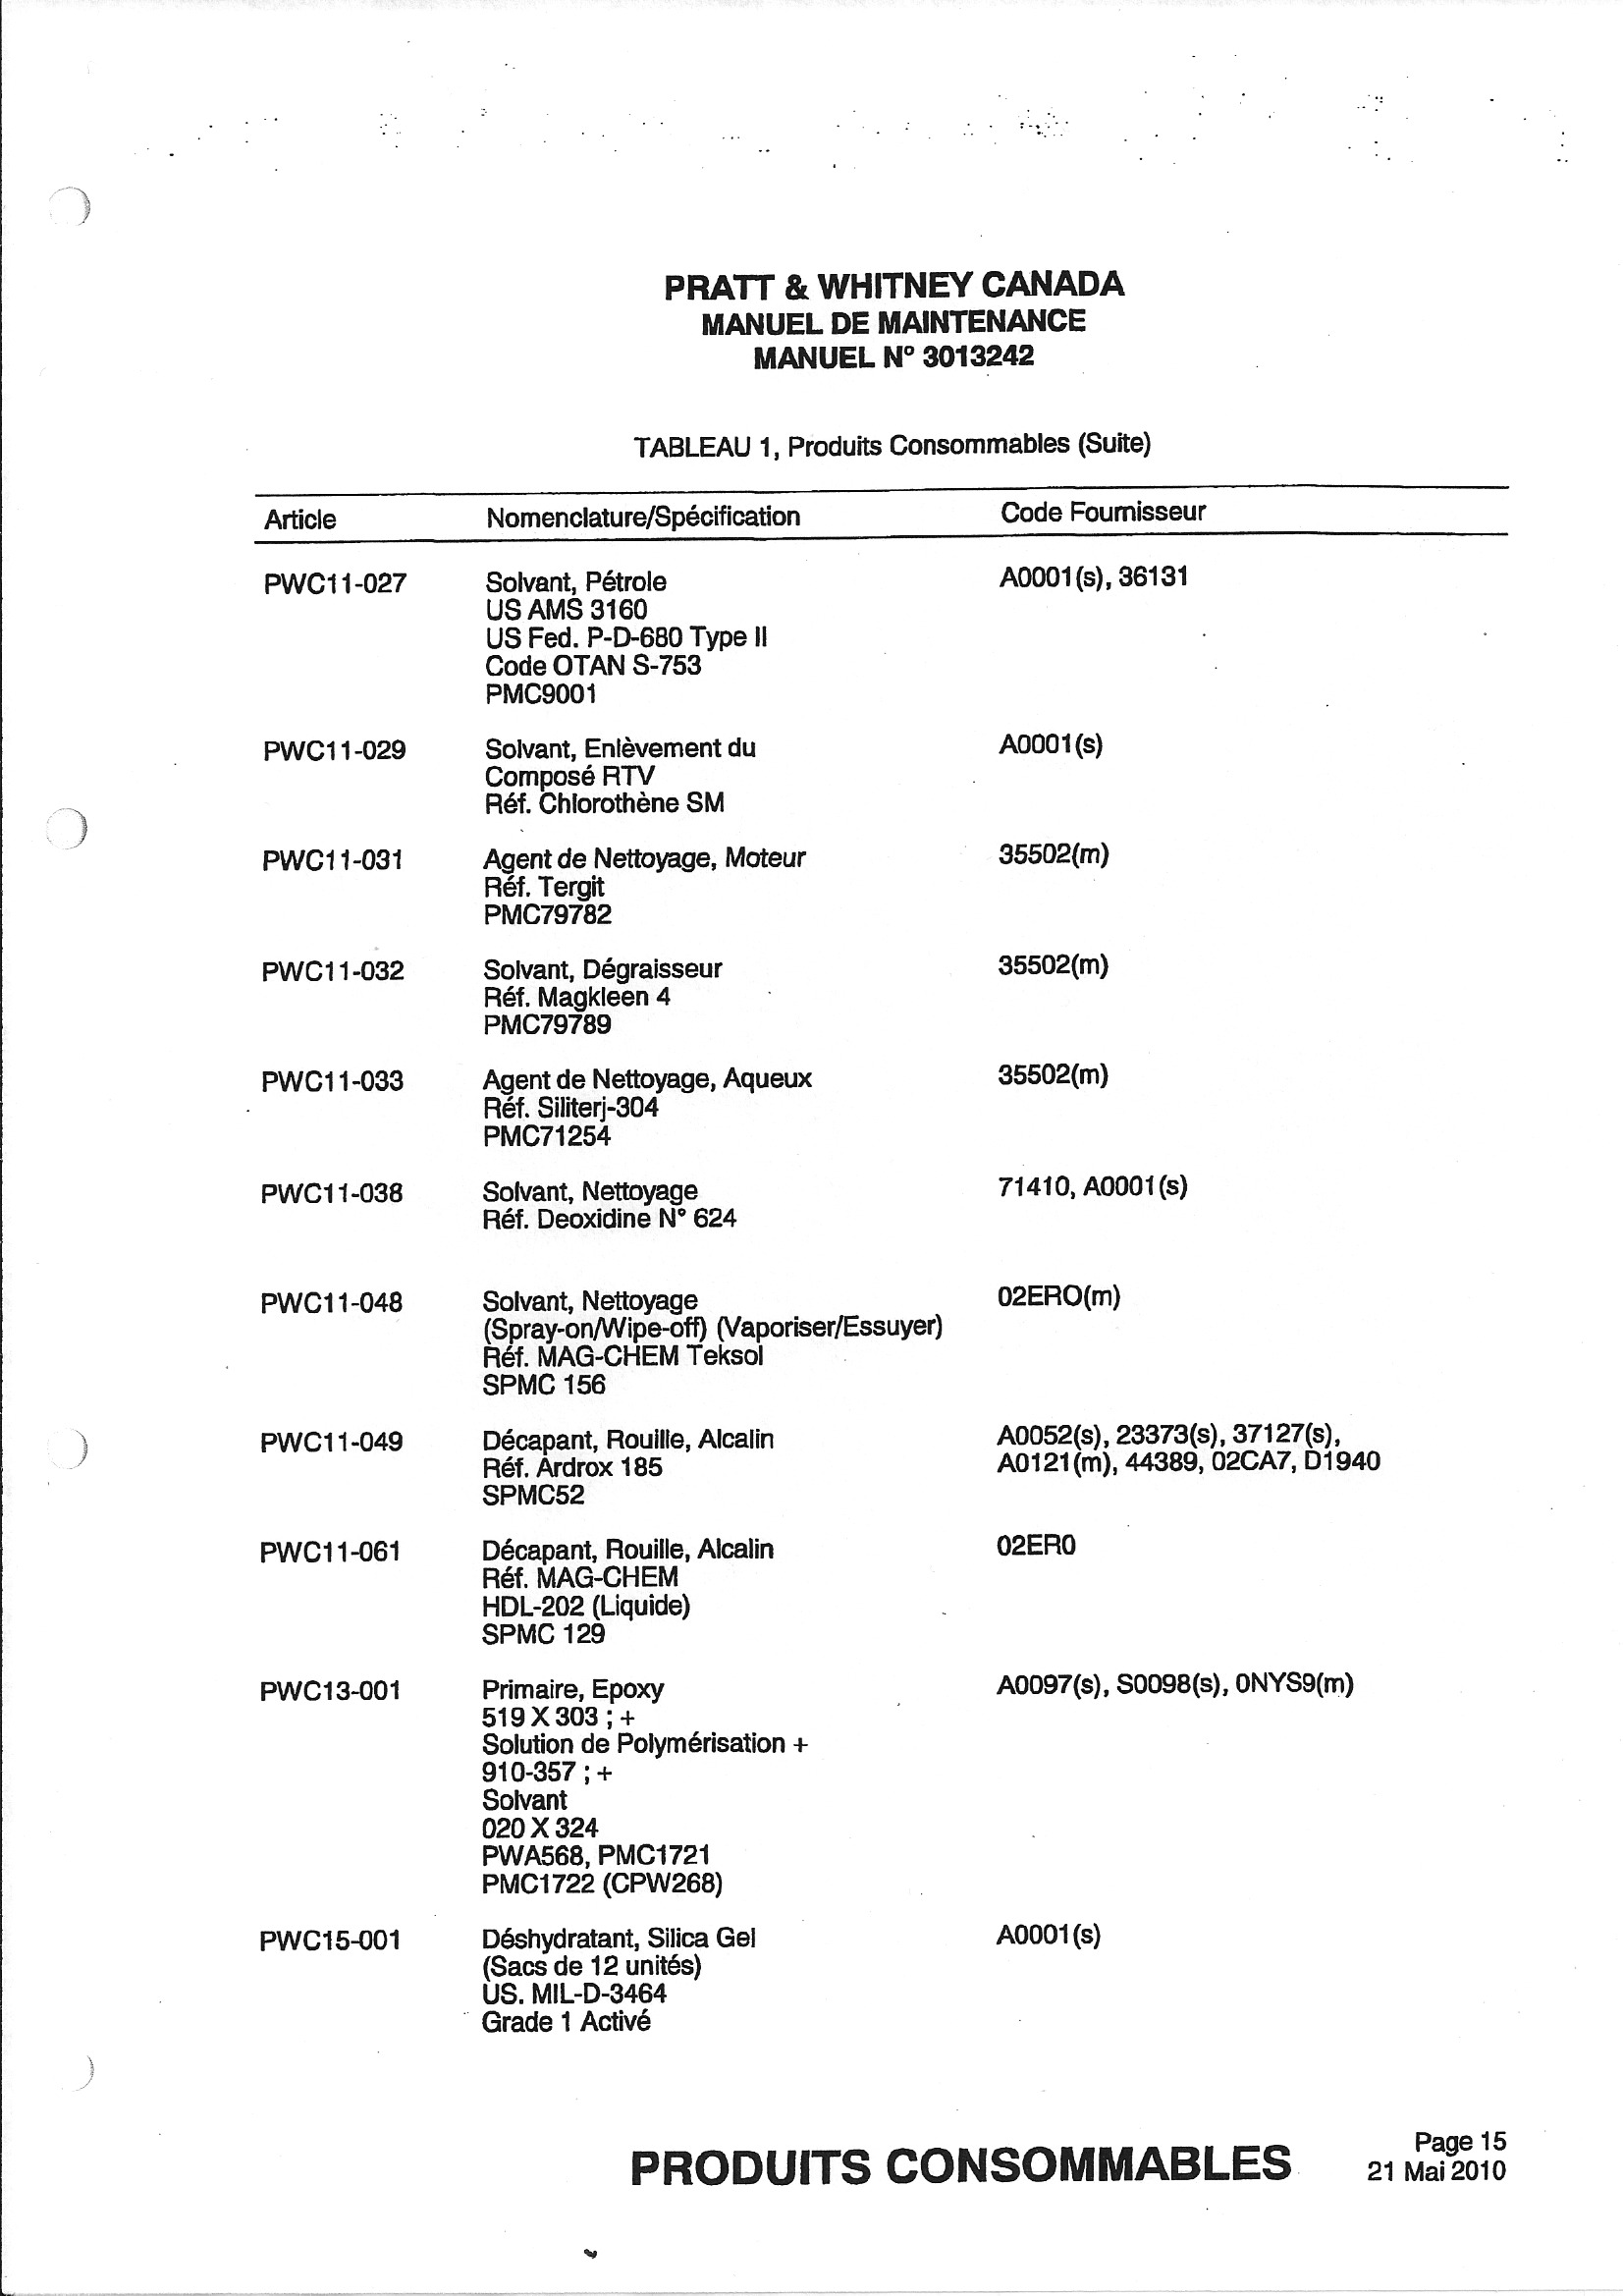 PRATT & WHITNEY CANADA
MANUEL DE MAINTENANCE
MANUEL N° 3013242
TABLEAU 1, Produits Consommables (Suite)
Article Nomenclature/Spécification Code Fournisseur
PWC11-027 Solvant, Pétrole A0001(s), 36131
US AMS 3160
US Fed. P-D-680 Type II
Code OTAN S-753
PMC9001
PWC11-029 Solvant, Enlèvement du A0001(s)
Composé RTV
Réf. Chlorothène SM
PWC11-031 Agent de Nettoyage, Moteur 35502(m)
Réf. Tergit
PMC79782
PWC11-032 Solvant, Dégraisseur 35502(m)
Réf. Magkleen 4
PMC79789
PWC11-033 Agent de Nettoyage, Aqueux 35502(m)
Réf. Siliterj-304
PMC71254
PWC11-038 Solvant, Nettoyage 71410, A0001(s)
Réf. Deoxidine N° 624
PWC11-048 Solvant, Nettoyage 02ERO(m)
(Spray-on/Wipe-off) (Vaporiser/Essuyer)
Réf. MAG-CHEM Teksol
SPMC 156
PWC11-049 Décapant, Rouille, Alcalin A0052(s), 23373(s), 37127(s),
Réf. Ardrox 185 A0121(m), 44389, 02CA7, D1940
SPMC52
PWC11-061 Décapant, Rouille, Alcalin 02ER0
Réf. MAG-CHEM
HDL-202 (Liquide)
SPMC 129
PWC13-001 Primaire, Epoxy A0097(s), S0098(s), 0NYS9(m)
519 X 303 ; +
Solution de Polymérisation +
910-357 ; +
Solvant
020 X 324
PWA568, PMC1721
PMC1722 (CPW268)
PWC15-001 Déshydratant, Silica Gel A0001(s)
(Sacs de 12 unités)
US. MIL-D-3464
Grade 1 Activé
Page 15
PRODUITS CONSOMMABLES 21 Mai 2010